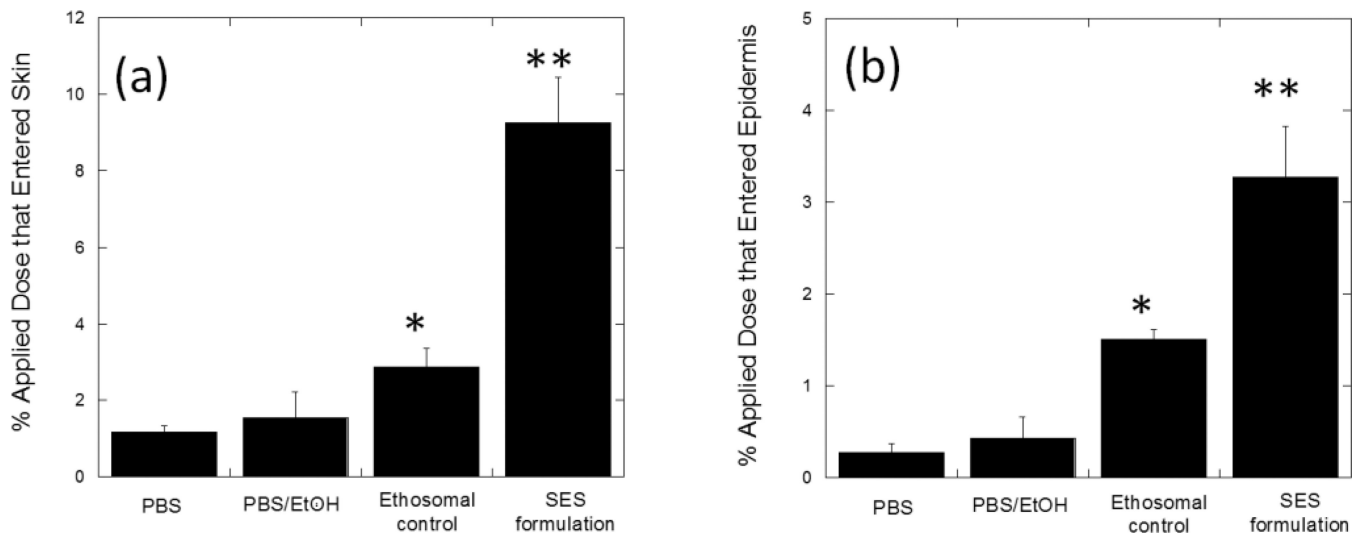 (a)
% Applied Dose that Entered Skin
12
10
8
6
4
2
0
*
**
PBS
PBS/EtOH
Ethosomal
control
SES
formulation
(b)
% Applied Dose that Entered Epidermis
5
4
3
2
1
0
*
**
PBS
PBS/EtOH
Ethosomal
control
SES
formulation